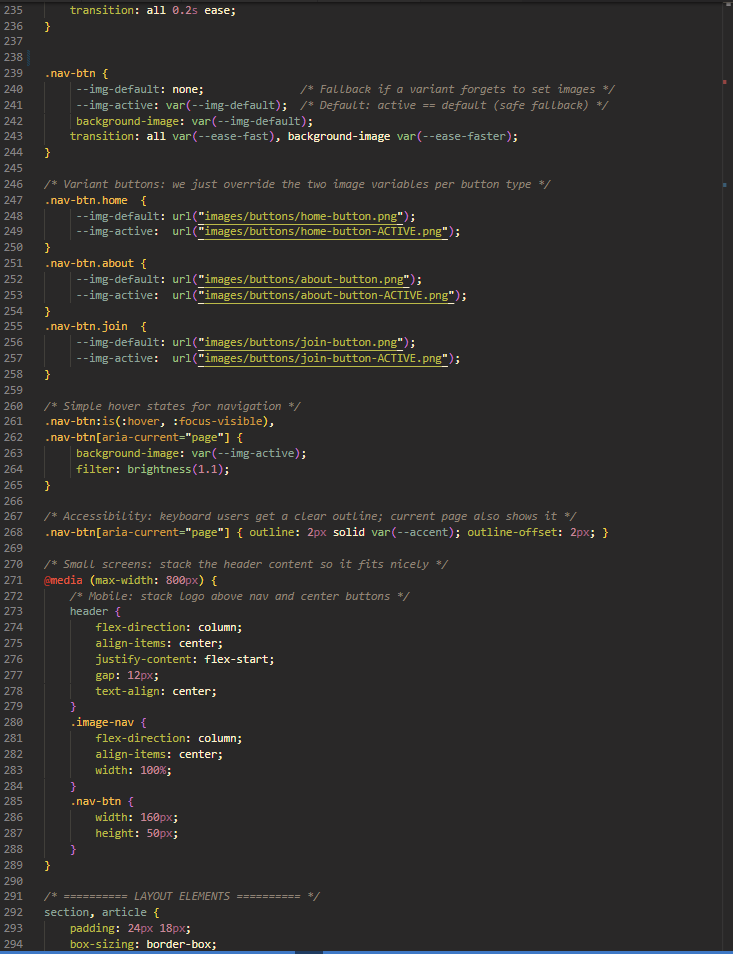 235 transition: all 0.2s ease;
236 }
237
238
239 .nav-btn {
240 --img-default: none; /* Fallback if a variant forgets to set images */
241 --img-active: var(--img-default); /* Default: active == default (safe fallback) */
242 background-image: var(--img-default);
243 transition: all var(--ease-fast), background-image var(--ease-faster);
244 }
245
246 /* Variant buttons: we just override the two image variables per button type */
247 .nav-btn.home {
248 --img-default: url("images/buttons/home-button.png");
249 --img-active: url("images/buttons/home-button-ACTIVE.png");
250 }
251 .nav-btn.about {
252 --img-default: url("images/buttons/about-button.png");
253 --img-active: url("images/buttons/about-button-ACTIVE.png");
254 }
255 .nav-btn.join {
256 --img-default: url("images/buttons/join-button.png");
257 --img-active: url("images/buttons/join-button-ACTIVE.png");
258 }
259
260 /* Simple hover states for navigation */
261 .nav-btn:is(:hover, :focus-visible),
262 .nav-btn[aria-current="page"] {
263 background-image: var(--img-active);
264 filter: brightness(1.1);
265 }
266
267 /* Accessibility: keyboard users get a clear outline; current page also shows it */
268 .nav-btn[aria-current="page"] { outline: 2px solid var(--accent); outline-offset: 2px; }
269
270 /* Small screens: stack the header content so it fits nicely */
271 @media (max-width: 800px) {
272 /* Mobile: stack logo above nav and center buttons */
273 header {
274 flex-direction: column;
275 align-items: center;
276 justify-content: flex-start;
277 gap: 12px;
278 text-align: center;
279 }
280 .image-nav {
281 flex-direction: column;
282 align-items: center;
283 width: 100%;
284 }
285 .nav-btn {
286 width: 160px;
287 height: 50px;
288 }
289 }
290
291 /* ========== LAYOUT ELEMENTS ========== */
292 section, article {
293 padding: 24px 18px;
294 box-sizing: border-box;